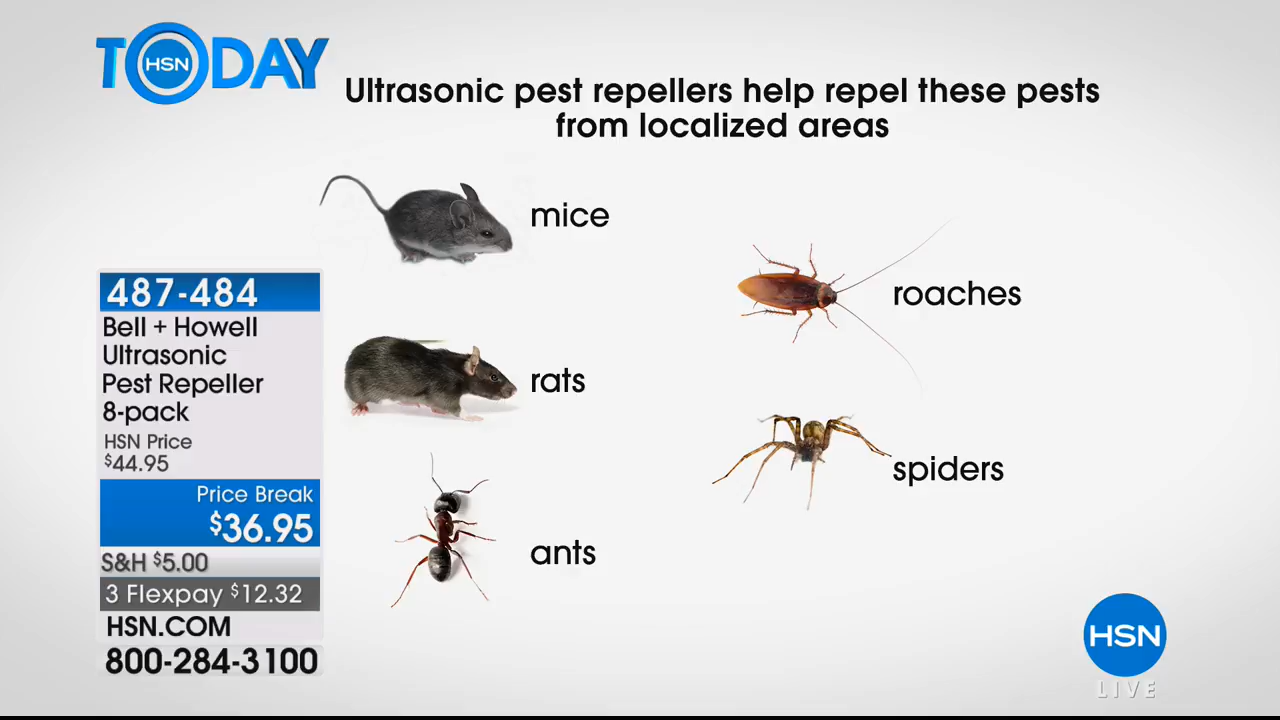 TODAY
HSN
Ultrasonic pest repellers help repel these pests
from localized areas
mice
roaches
rats
spiders
ants
487-484
Bell + Howell
Ultrasonic
Pest Repeller
8-pack
HSN Price
$44.95
Price Break
$36.95
S&H $5.00
3 Flexpay $12.32
HSN.COM
800-284-3100
HSN
LIVE